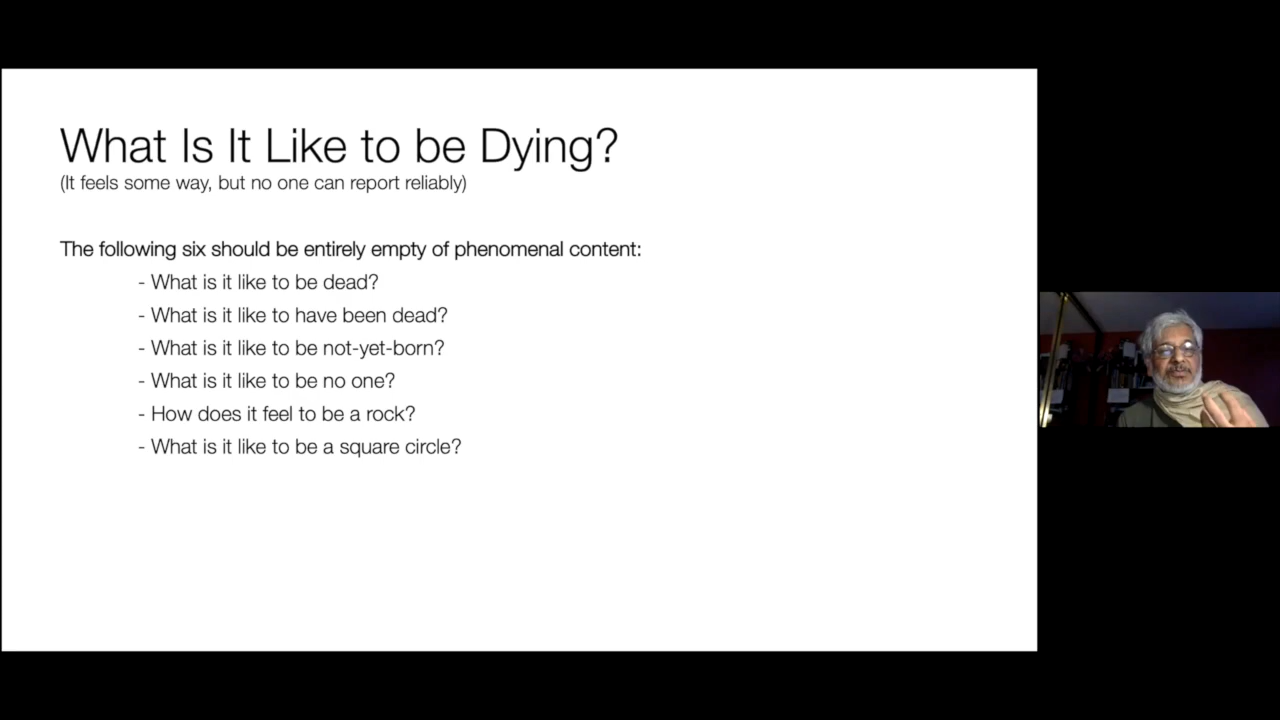 What Is It Like to be Dying?
(It feels some way, but no one can report reliably)
The following six should be entirely empty of phenomenal content:
- What is it like to be dead?
- What is it like to have been dead?
- What is it like to be not-yet-born?
- What is it like to be no one?
- How does it feel to be a rock?
- What is it like to be a square circle?